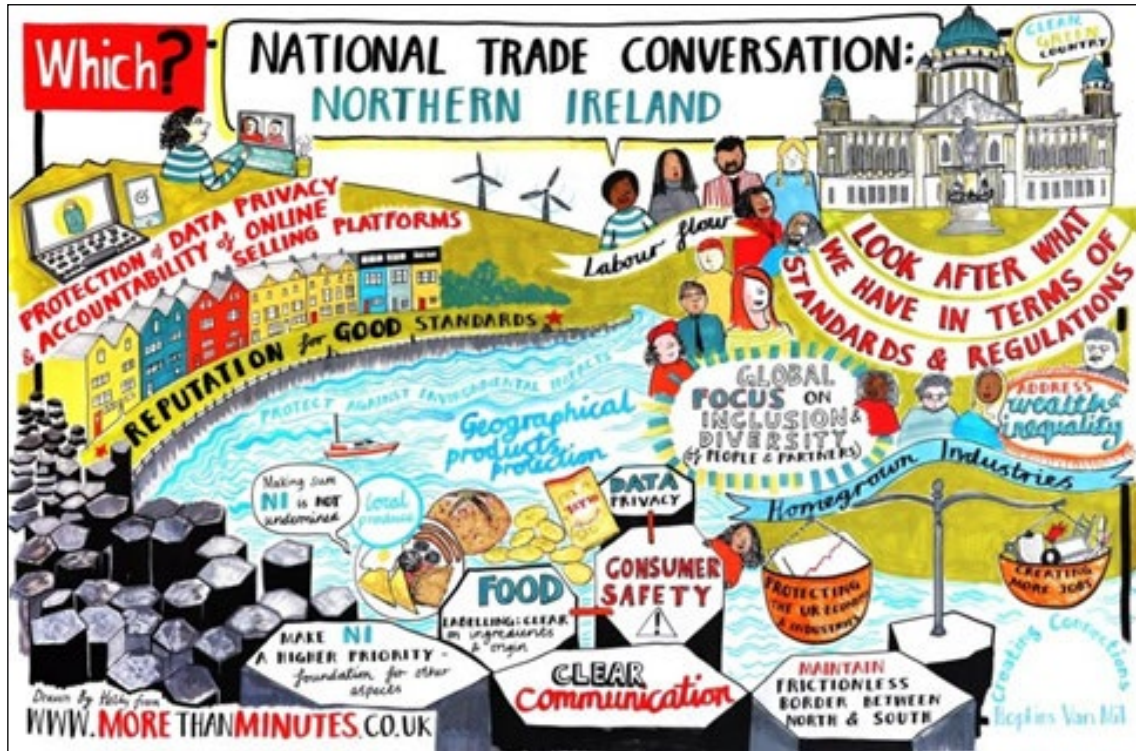 Which?
NATIONAL TRADE CONVERSATION:
NORTHERN IRELAND
CLEAN
GREEN
COUNTRY
PROTECTION of DATA PRIVACY
& ACCOUNTABILITY of ONLINE
SELLING PLATFORMS
Labour flow
LOOK AFTER WHAT
WE HAVE IN TERMS OF
STANDARDS & REGULATIONS
REPUTATION for GOOD STANDARDS
PROTECT AGAINST ENVIRONMENTAL IMPACTS
Geographical
products
protection
GLOBAL
FOCUS ON
INCLUSION &
DIVERSITY
(of PEOPLE & PARTNERS)
ADDRESS
wealth &
inequality
Homegrown Industries
Making sure
NI is NOT
undermined
local
produce
TAYTO
DATA
PRIVACY
CONSUMER
SAFETY
FOOD
LABELLING: CLEAR
on ingredients
& origin
PROTECTING
THE UK ECONOMY
& INDUSTRIES
CREATING
MORE JOBS
MAKE NI
A HIGHER PRIORITY -
foundation for other
aspects
CLEAR
Communication
MAINTAIN
FRICTIONLESS
BORDER BETWEEN
NORTH & SOUTH
Creating Connections
Hopkins Van Mil
Drawn By from
WWW.MORETHANMINUTES.CO.UK